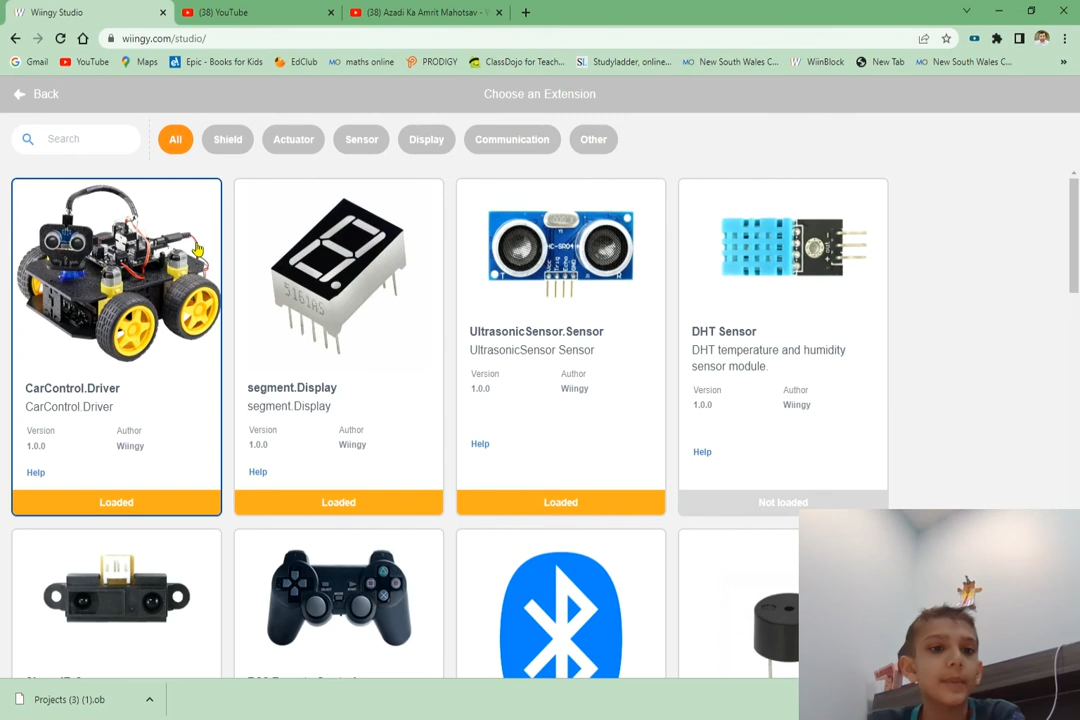 Wiingy Studio
(38) YouTube
(38) Azadi Ka Amrit Mahotsav -
wiingy.com/studio/
Gmail
YouTube
Maps
Epic - Books for Kids
EdClub
maths online
PRODIGY
ClassDojo for Teach...
Studyladder, online...
New South Wales C...
WiinBlock
New Tab
New South Wales C...
Back
Choose an Extension
Search
All
Shield
Actuator
Sensor
Display
Communication
Other
5161AS
HC-SR04
CarControl.Driver
CarControl.Driver
Version
Author
1.0.0
Wiingy
Help
Loaded
segment.Display
segment.Display
Version
Author
1.0.0
Wiingy
Help
Loaded
UltrasonicSensor.Sensor
UltrasonicSensor Sensor
Version
Author
1.0.0
Wiingy
Help
Loaded
DHT Sensor
DHT temperature and humidity
sensor module.
Version
Author
1.0.0
Wiingy
Help
Not loaded
Projects (3) (1).ob